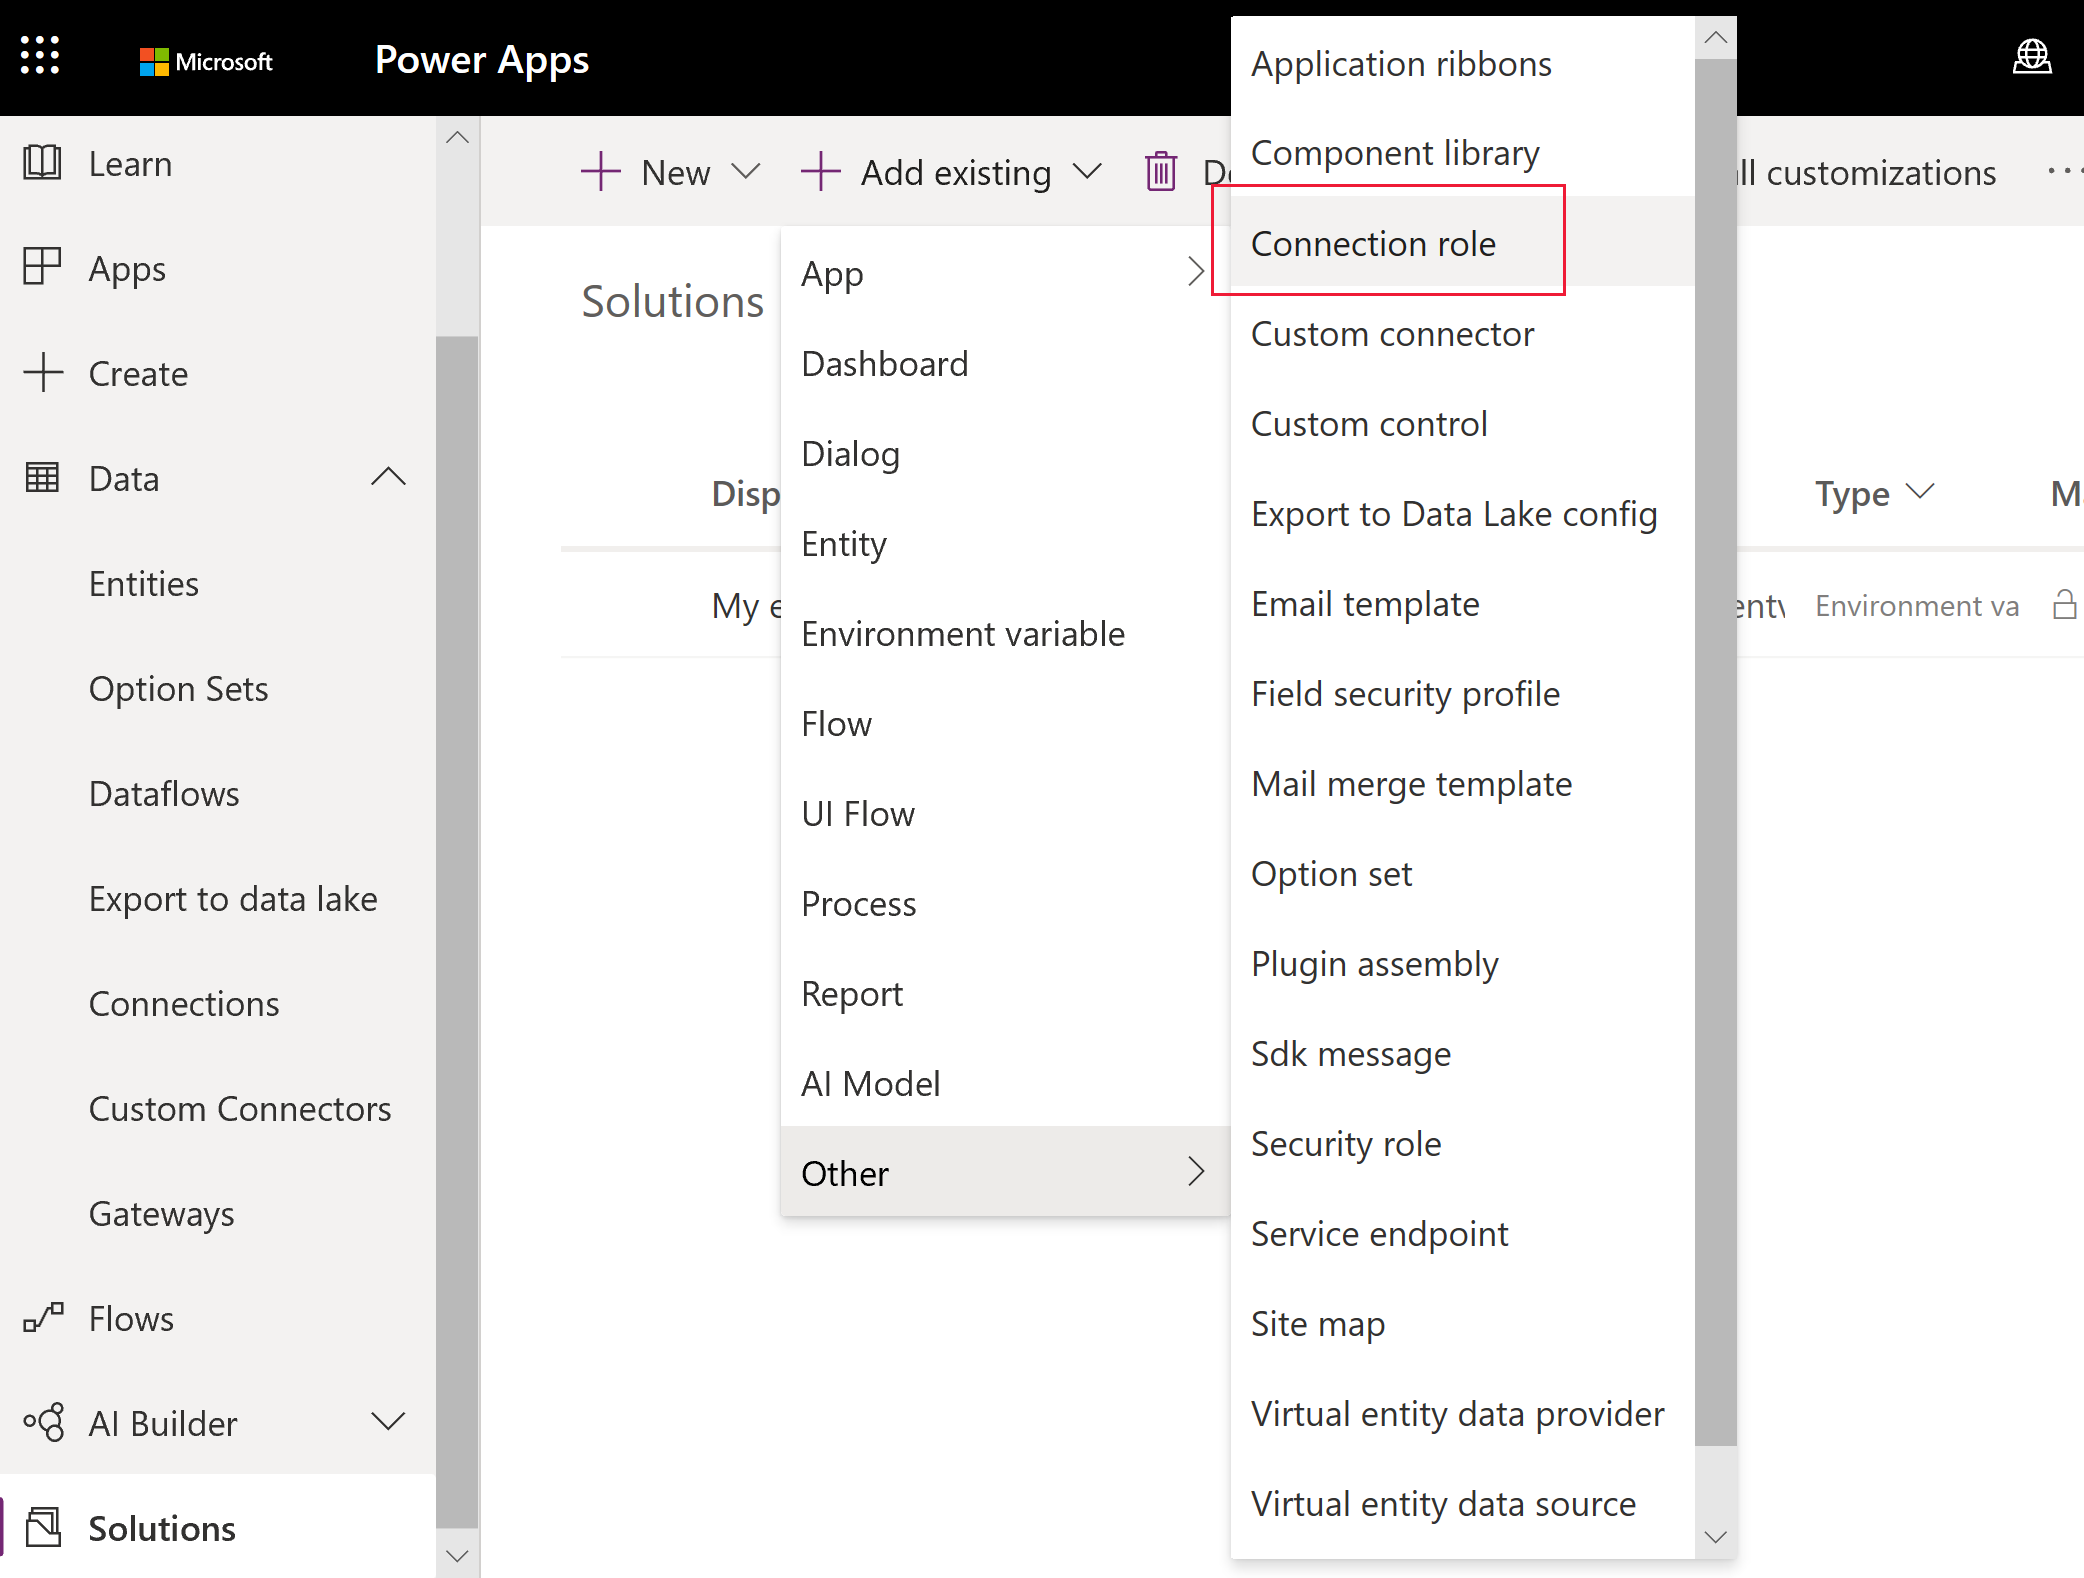 Microsoft
Power Apps
Learn
Apps
Create
Data
Entities
Option Sets
Dataflows
Export to data lake
Connections
Custom Connectors
Gateways
Flows
AI Builder
Solutions
New
Add existing
all customizations
Solutions
Disp
Type
My e
Environment va
App
Dashboard
Dialog
Entity
Environment variable
Flow
UI Flow
Process
Report
AI Model
Other
Application ribbons
Component library
Connection role
Custom connector
Custom control
Export to Data Lake config
Email template
Field security profile
Mail merge template
Option set
Plugin assembly
Sdk message
Security role
Service endpoint
Site map
Virtual entity data provider
Virtual entity data source